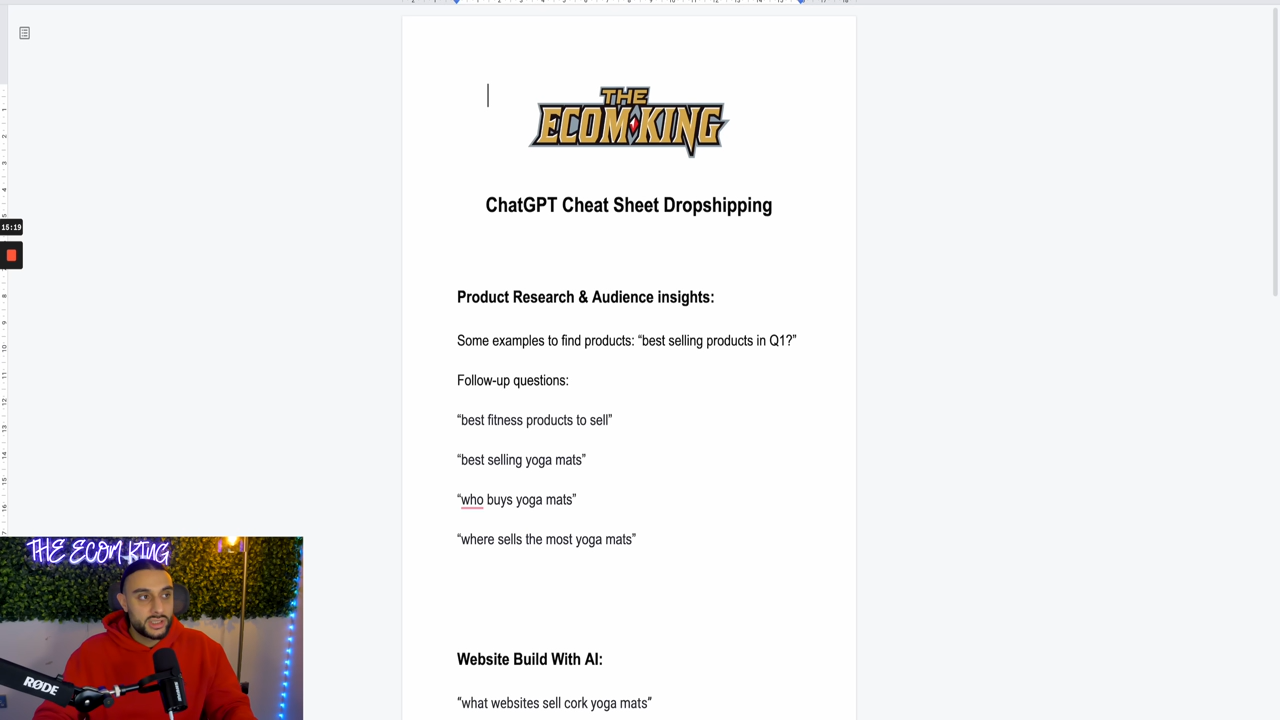 THE
ECOM KING
ChatGPT Cheat Sheet Dropshipping
Product Research & Audience insights:
Some examples to find products: “best selling products in Q1?”
Follow-up questions:
“best fitness products to sell”
“best selling yoga mats”
“who buys yoga mats”
“where sells the most yoga mats”
Website Build With AI:
“what websites sell cork yoga mats”
15:19
THE ECOM KING
RØDE